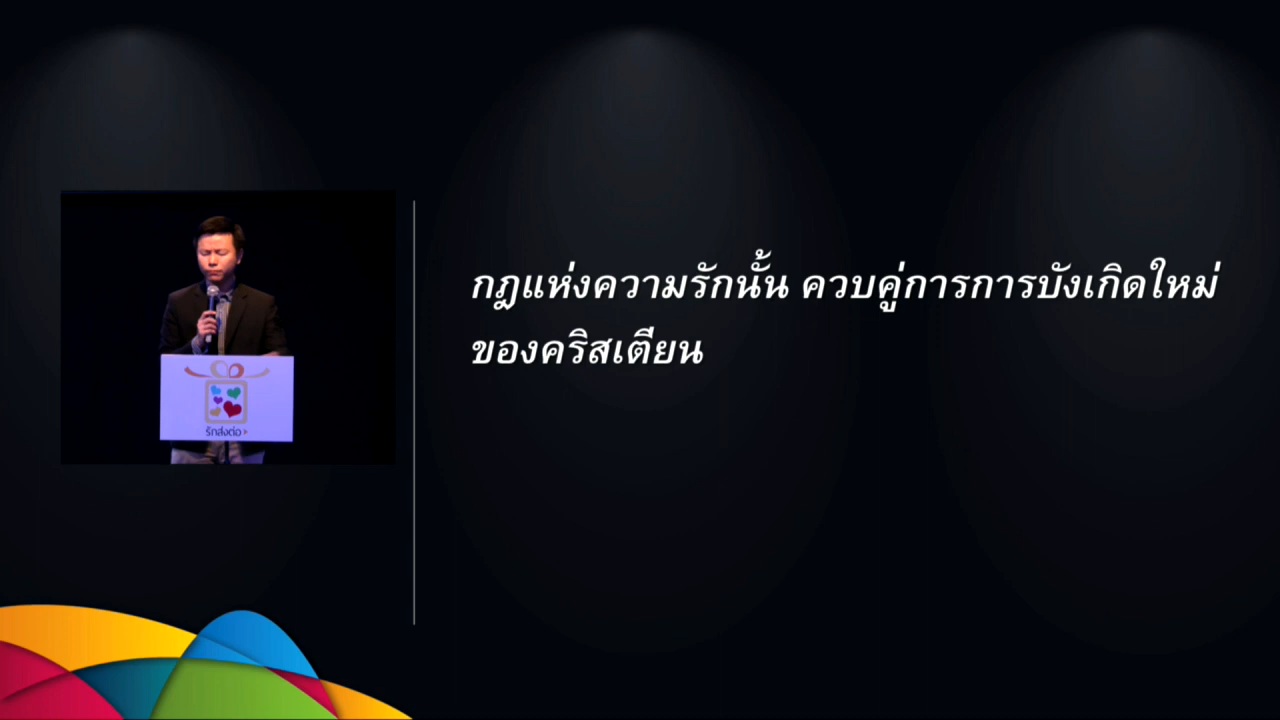 กฎแห่งความรักนั้น ควบคู่การการบังเกิดใหม่
ของคริสเตียน
รักส่งต่อ >